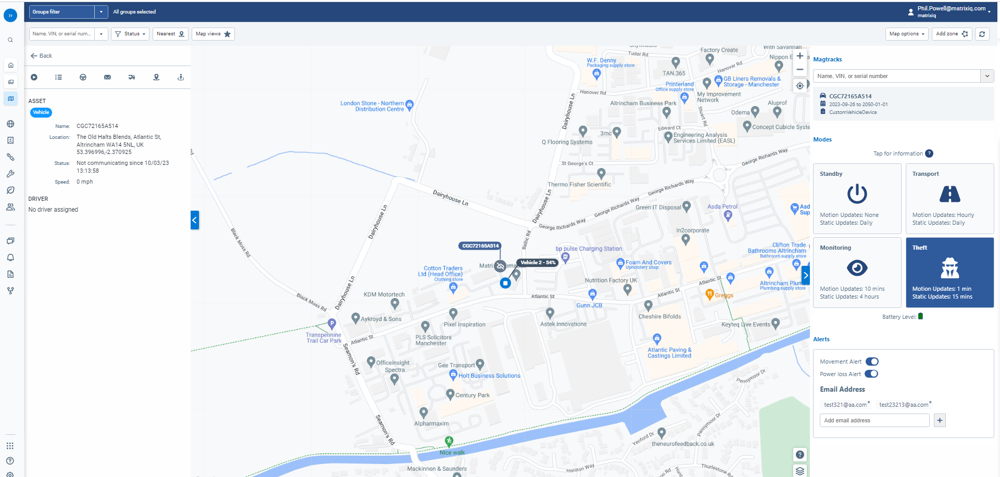 Groups filter
All groups selected
Phil.Powell@matrixiq.com
matrixiq
Name, VIN, or serial num...
Status
Nearest
Map views
Map options
Add zone
Back
ASSET
Vehicle
Name: CGC72165A514
Location: The Old Halts Blends, Atlantic St,
Altrincham WA14 5NL, UK
53.396996,-2.370925
Status: Not communicating since 10/03/23
13:13:58
Speed: 0 mph
DRIVER
No driver assigned
Tudor Rd
W.F. Denny
Packaging supply store
TAN.365
Factory Create
With Savannah
Nippon
Hanover Rd
Hanover Rd
GB Liners Removals &
Storage - Manchester
Printerland
Office supply store
My Improvement
Network
Altrincham Business Park
Stuart Rd
Odema
Aluprof
Concept Cubicle Syste
London Stone - Northern
Distribution Centre
Dairyhouse Ln
Edward Ct
3mc
Engineering Analysis
Services Limited (EASL)
Q Flooring Systems
St George's Ct
George Richards Way
Thermo Fisher Scientific
George Richards Way
Dairyhouse Ln
Dairyhouse Ln
Green IT Disposal
Asda Petrol
Asd
Sup
George Richards Way
George Richards Way
Dairyhouse Ln
In2corporate
Black Moss Rd
Baltic Rd
CGC72165A514
bp pulse Charging Station
Clifton Trade
Bathrooms Altrincham
Bathroom supply store
Vehicle 2 - 54%
Foam And Covers
Upholstery shop
Cotton Traders
Ltd (Head Office)
Clothing store
Nutrition Factory UK
Atlantic St
Altrincham Plum
Plumbing supply store
Dairyhouse Ln
KDM Motortech
Atlantic St
Atlantic St
Greggs
Black Moss Rd
Gunn JCB
Aykroyd & Sons
Pixel Inspiration
Astek Innovations
Cheshire Bifolds
Keyteq Live Events
P
Transpennine
Trail Car Park
Atlantic St
PLS Solicitors
Manchester
Atlantic Paving &
Castings Limited
Seamon's Rd
Officeinsight
Spectra
Gee Transport
Holt Business Solutions
Pennymoor Dr
Century Park
Alpharmaxim
Seamon's Rd
Pennymoor Dr
Yeoford Dr
theneurofeedback.co.uk
Nice walk
Mackinnon & Saunders
Honiton Way
Thurlestone Rd
Magtracks
Name, VIN, or serial number
CGC72165A514
2023-09-26 to 2050-01-01
CustomVehicleDevice
Modes
Tap for information ?
Standby
Motion Updates: None
Static Updates: Daily
Transport
Motion Updates: Hourly
Static Updates: Daily
Monitoring
Motion Updates: 10 mins
Static Updates: 4 hours
Theft
Motion Updates: 1 min
Static Updates: 15 mins
Battery Level:
Alerts
Movement Alert
Power loss Alert
Email Address
test321@aa.com x
test23213@aa.com x
Add email address
+